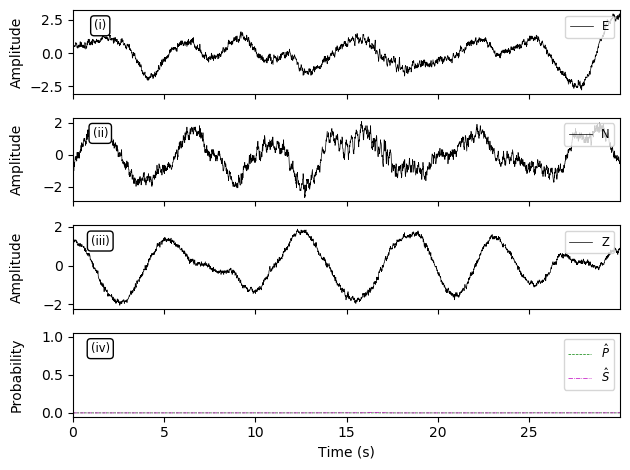 (i)
E
Amplitude
2.5
0.0
−2.5
(ii)
N
Amplitude
2
0
−2
(iii)
Z
Amplitude
2
0
−2
(iv)
P̂
Ŝ
Probability
1.0
0.5
0.0
0 5 10 15 20 25
Time (s)